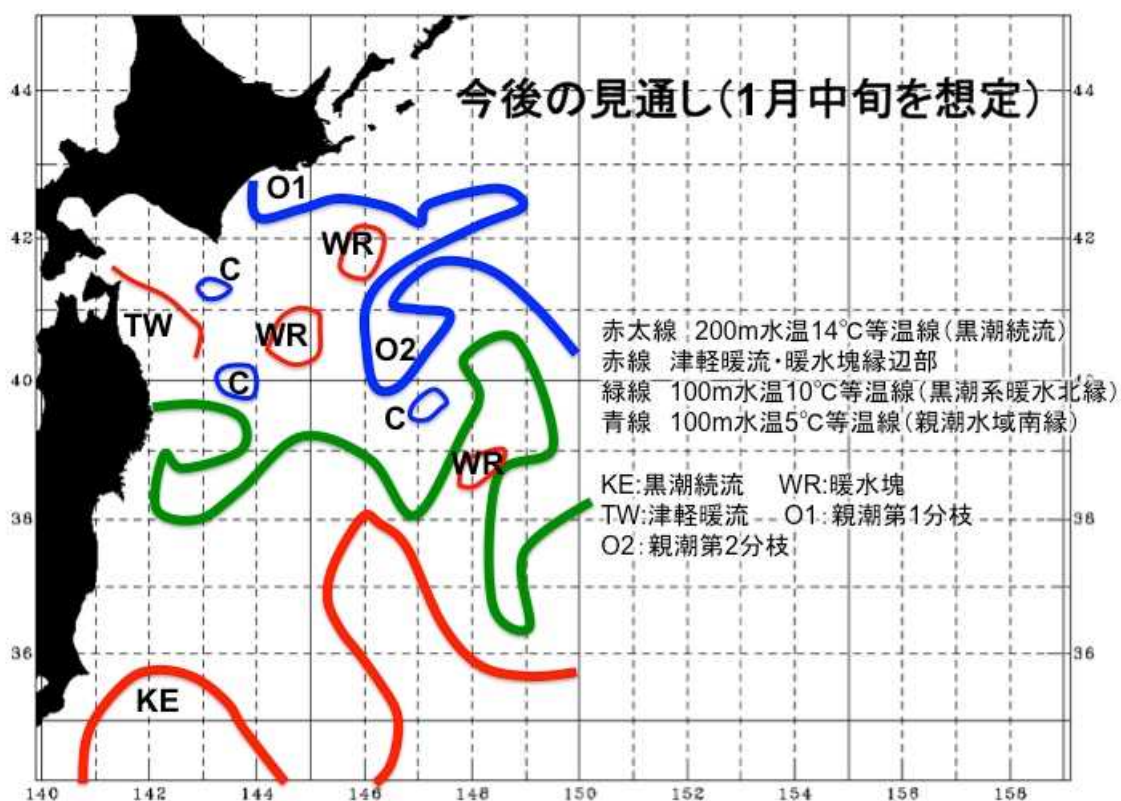 今後の見通し(1月中旬を想定)
44
44
O1
42
WR
42
C
TW
WR
O2
赤太線 200m水温14℃等温線(黒潮続流)
赤線 津軽暖流・暖水塊縁辺部
40
C
40
緑線 100m水温10℃等温線(黒潮系暖水北縁)
C
青線 100m水温5℃等温線(親潮水域南縁)
WR
KE:黒潮続流 WR:暖水塊
38
TW:津軽暖流 O1:親潮第1分枝
38
O2:親潮第2分枝
36
36
KE
140 142 144 146 148 150 152 154 156 158